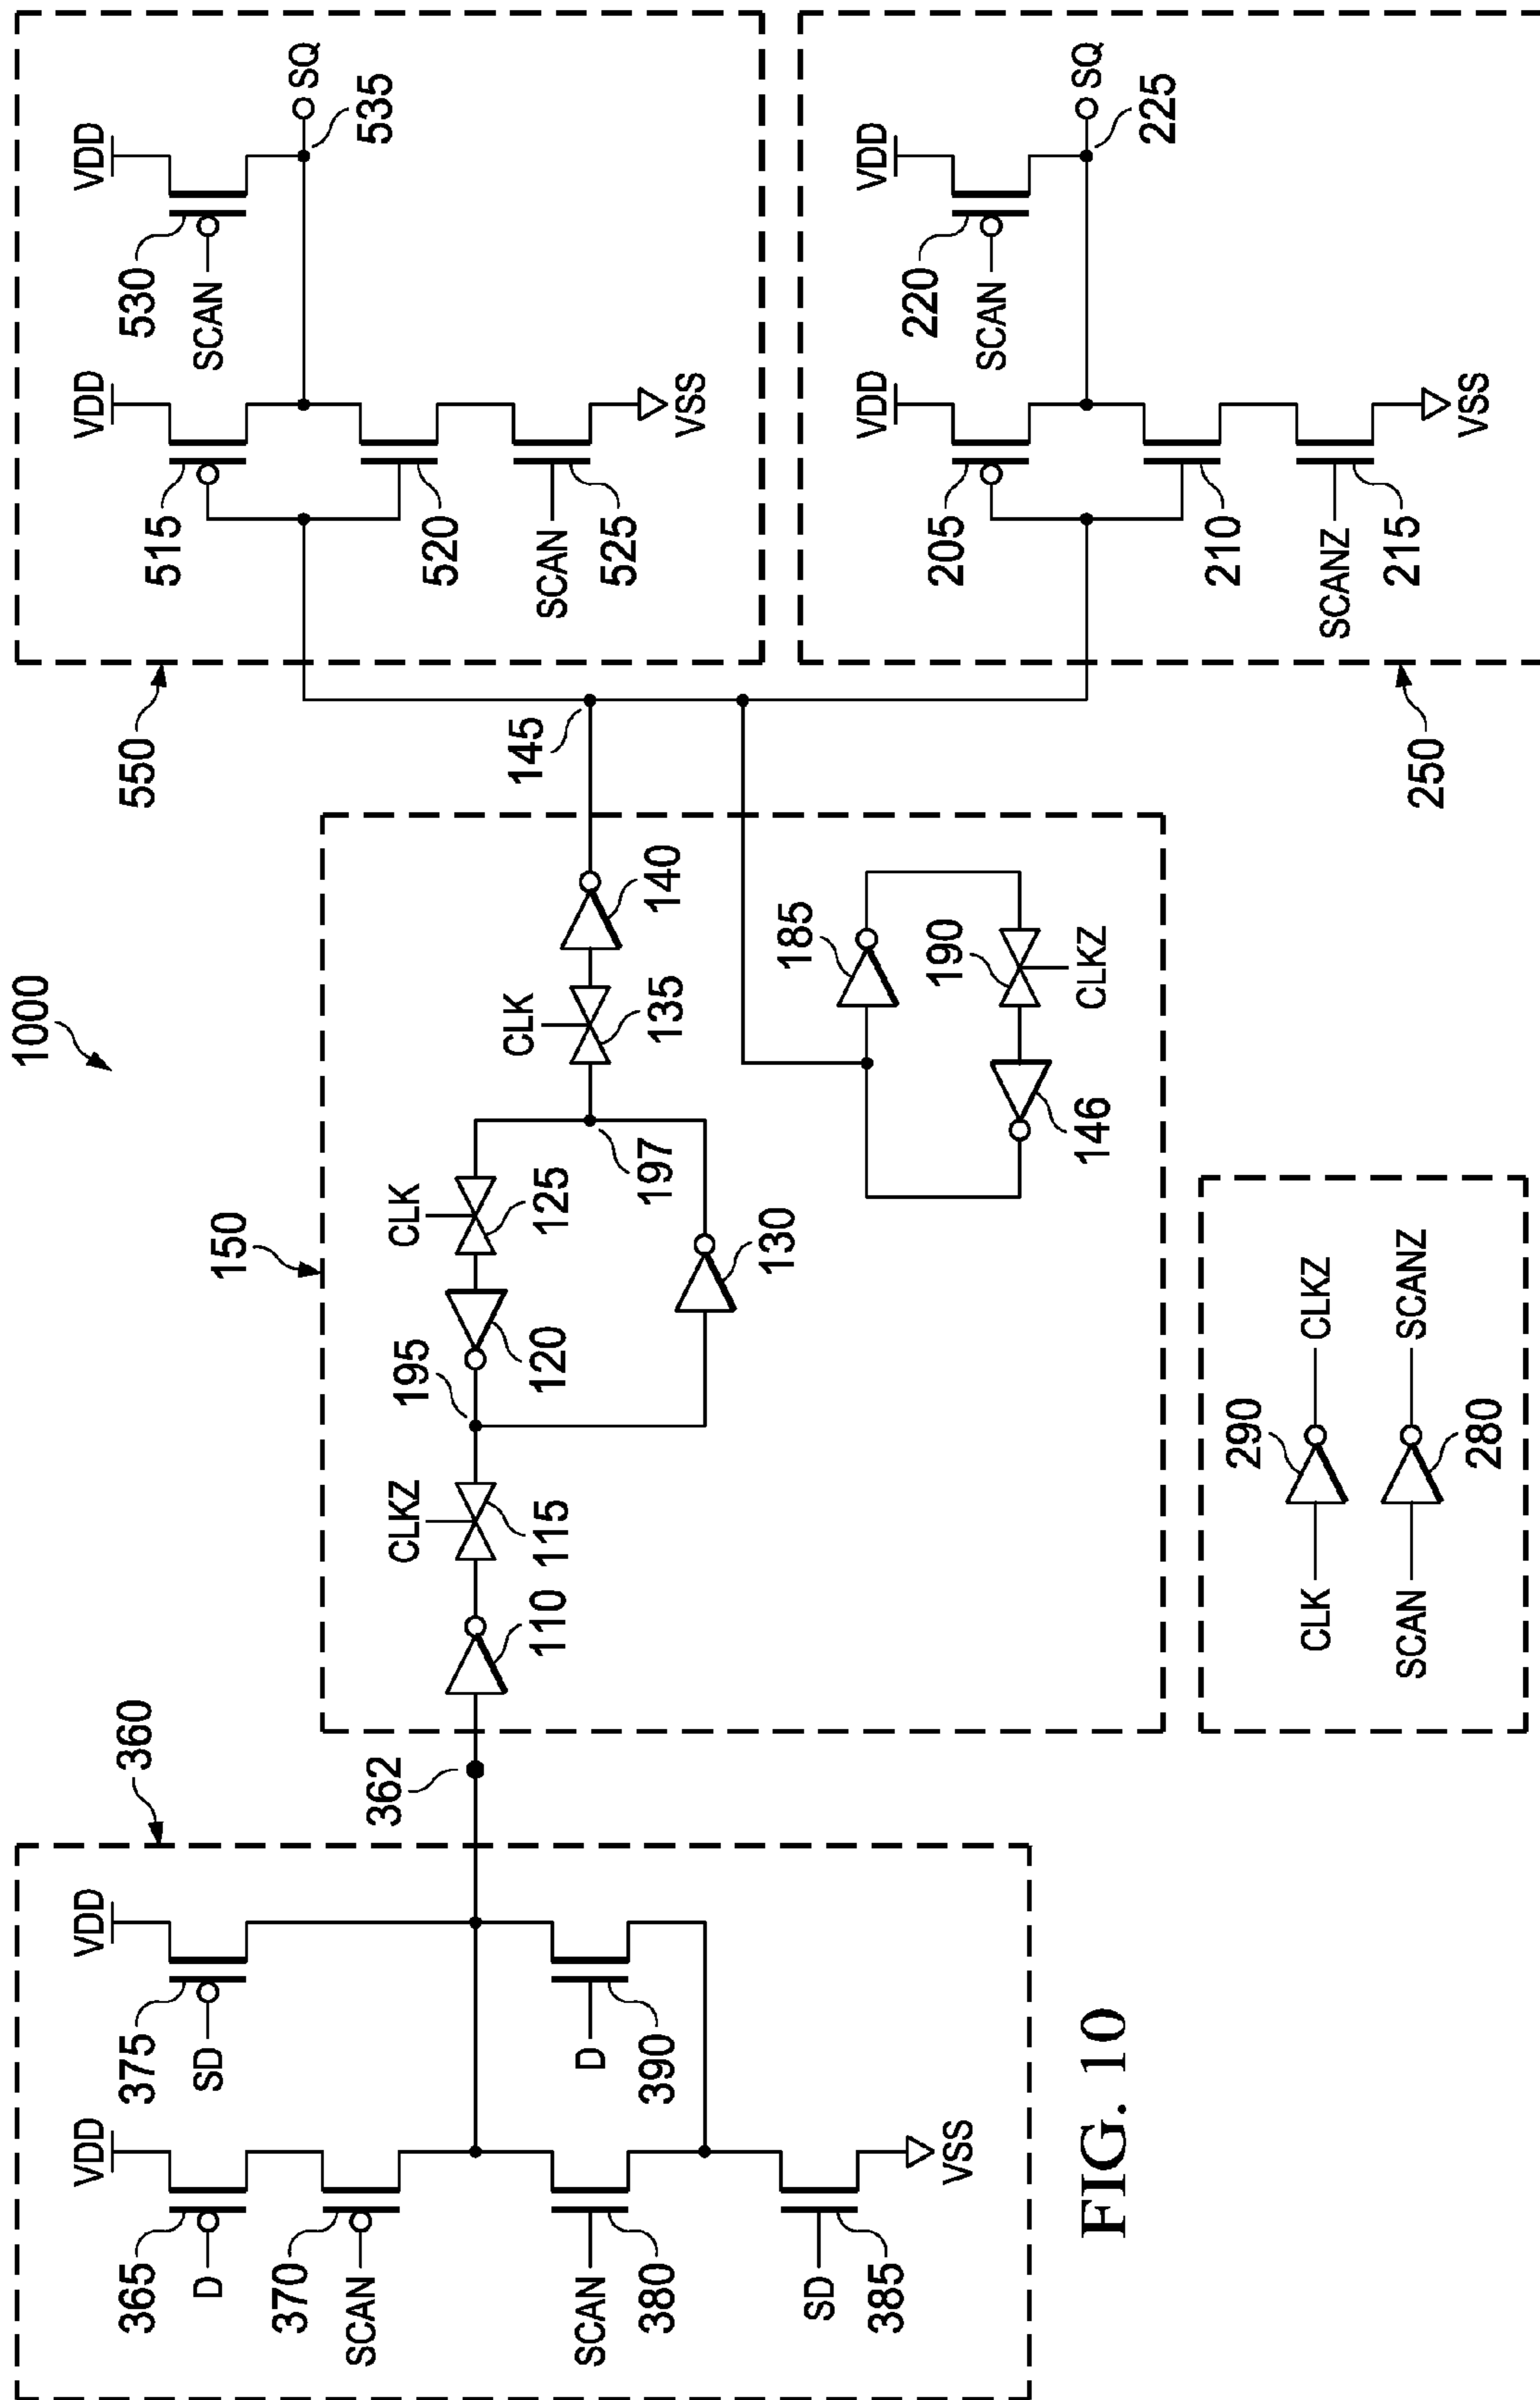 1000
360
VDD
VDD
365
D
375
SD
370
SCAN
362
SCAN
380
D
390
SD
385
VSS
150
110
CLKZ
115
195
120
CLK
125
130
197
CLK
135
140
145
185
190
CLKZ
146
CLK
290
CLKZ
SCAN
280
SCANZ
550
VDD
VDD
515
530
SCAN
SQ
535
520
SCAN
525
VSS
250
VDD
VDD
205
220
SCAN
SQ
225
210
SCANZ
215
VSS
FIG. 10